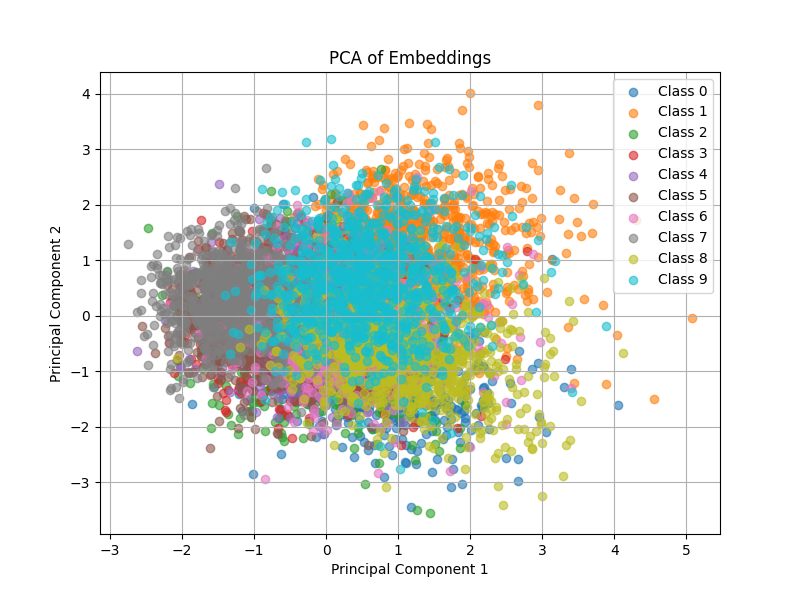 PCA of Embeddings
Principal Component 2
4
3
2
1
0
−1
−2
−3
−3
−2
−1
0
1
2
3
4
5
Principal Component 1
Class 0
Class 1
Class 2
Class 3
Class 4
Class 5
Class 6
Class 7
Class 8
Class 9